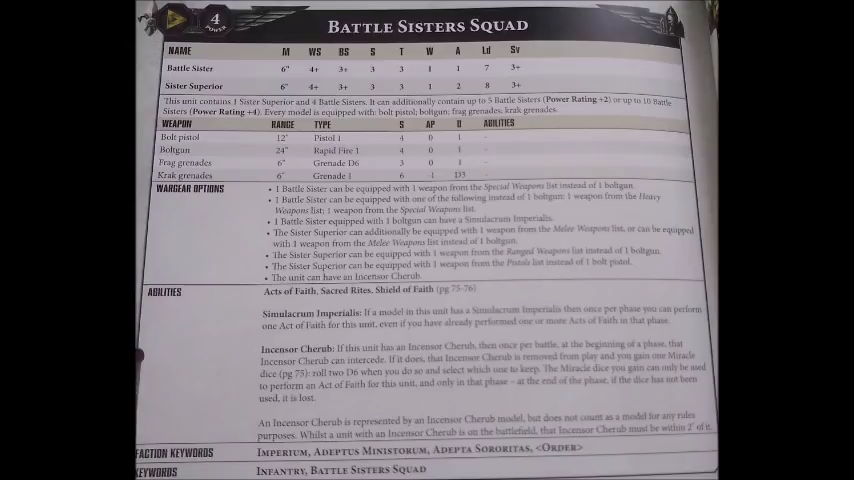 4
POWER
BATTLE SISTERS SQUAD
NAME M WS BS S T W A Ld Sv
Battle Sister 6" 4+ 3+ 3 3 1 1 7 3+
Sister Superior 6" 4+ 3+ 3 3 1 2 8 3+
This unit contains 1 Sister Superior and 4 Battle Sisters. It can additionally contain up to 5 Battle Sisters (Power Rating +2) or up to 10 Battle
Sisters (Power Rating +4). Every model is equipped with: bolt pistol; boltgun; frag grenades; krak grenades.
WEAPON RANGE TYPE S AP D ABILITIES
Bolt pistol 12" Pistol 1 4 0 1 -
Boltgun 24" Rapid Fire 1 4 0 1 -
Frag grenades 6" Grenade D6 3 0 1 -
Krak grenades 6" Grenade 1 6 -1 D3 -
WARGEAR OPTIONS
• 1 Battle Sister can be equipped with 1 weapon from the Special Weapons list instead of 1 boltgun.
• 1 Battle Sister can be equipped with one of the following instead of 1 boltgun: 1 weapon from the Heavy
Weapons list; 1 weapon from the Special Weapons list.
• 1 Battle Sister equipped with 1 boltgun can have a Simulacrum Imperialis.
• The Sister Superior can additionally be equipped with 1 weapon from the Melee Weapons list, or can be equipped
with 1 weapon from the Melee Weapons list instead of 1 boltgun.
• The Sister Superior can be equipped with 1 weapon from the Ranged Weapons list instead of 1 boltgun.
• The Sister Superior can be equipped with 1 weapon from the Pistols list instead of 1 bolt pistol.
• The unit can have an Incensor Cherub.
ABILITIES
Acts of Faith, Sacred Rites, Shield of Faith (pg 75-76)
Simulacrum Imperialis: If a model in this unit has a Simulacrum Imperialis then once per phase you can perform
one Act of Faith for this unit, even if you have already performed one or more Acts of Faith in that phase.
Incensor Cherub: If this unit has an Incensor Cherub, then once per battle, at the beginning of a phase, that
Incensor Cherub can intercede. If it does, that Incensor Cherub is removed from play and you gain one Miracle
dice (pg 75): roll two D6 when you do so and select which one to keep. The Miracle dice you gain can only be used
to perform an Act of Faith for this unit, and only in that phase – at the end of the phase, if the dice has not been
used, it is lost.
An Incensor Cherub is represented by an Incensor Cherub model, but does not count as a model for any rules
purposes. Whilst a unit with an Incensor Cherub is on the battlefield, that Incensor Cherub must be within 2" of it.
FACTION KEYWORDS IMPERIUM, ADEPTUS MINISTORUM, ADEPTA SORORITAS, <ORDER>
KEYWORDS INFANTRY, BATTLE SISTERS SQUAD